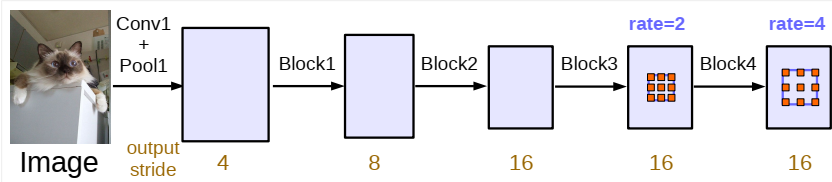 Conv1
+
Pool1
Block1
Block2
Block3
Block4
rate=2
rate=4
Image
output
stride
4
8
16
16
16